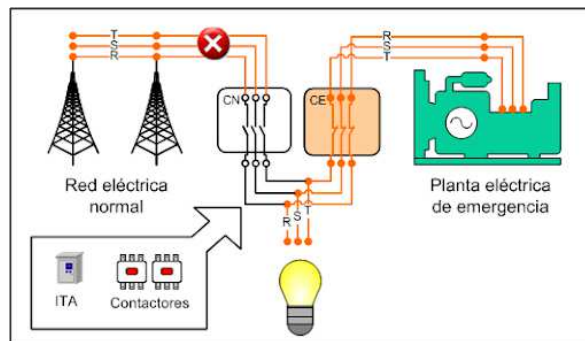 T
S
R
CN
CE
R
S
T
Red eléctrica
normal
Planta eléctrica
de emergencia
R
S
T
ITA
Contactores